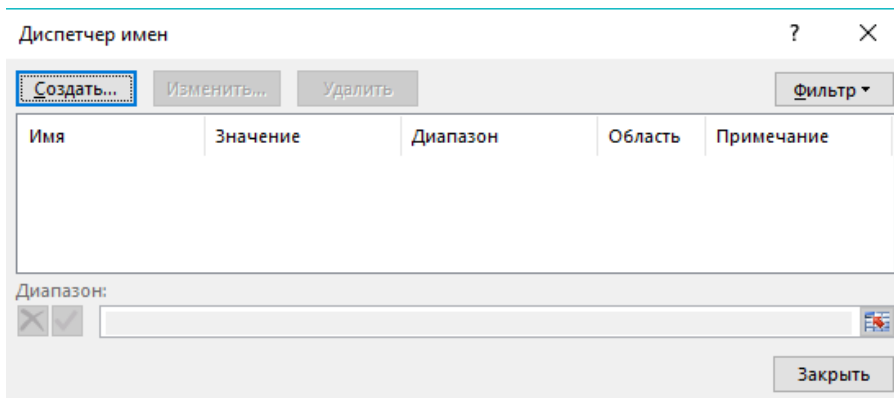 Диспетчер имен ?
Создать... Изменить... Удалить Фильтр
Имя Значение Диапазон Область Примечание
Диапазон:
Закрыть